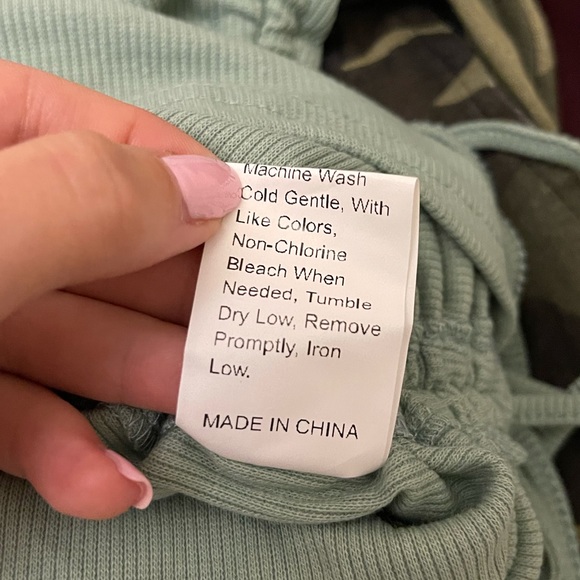 Machine Wash
Cold Gentle, With
Like Colors,
Non-Chlorine
Bleach When
Needed, Tumble
Dry Low, Remove
Promptly, Iron
Low.
MADE IN CHINA